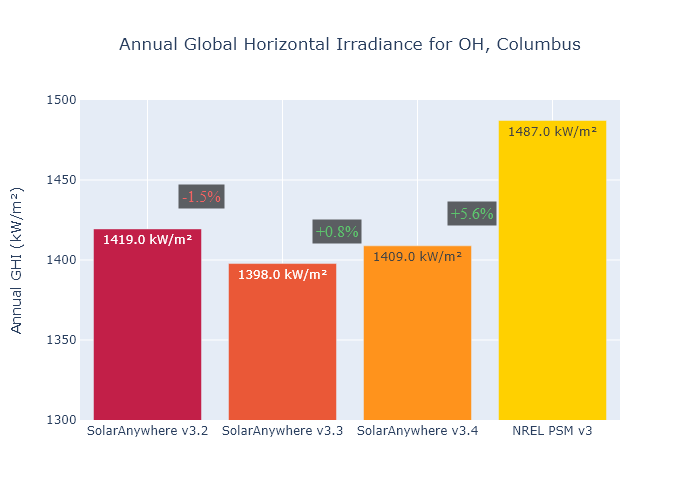 Annual Global Horizontal Irradiance for OH, Columbus
Annual GHI (kW/m²)
1500
1450
1400
1350
1300
1419.0 kW/m²
1398.0 kW/m²
1409.0 kW/m²
1487.0 kW/m²
-1.5%
+0.8%
+5.6%
SolarAnywhere v3.2
SolarAnywhere v3.3
SolarAnywhere v3.4
NREL PSM v3